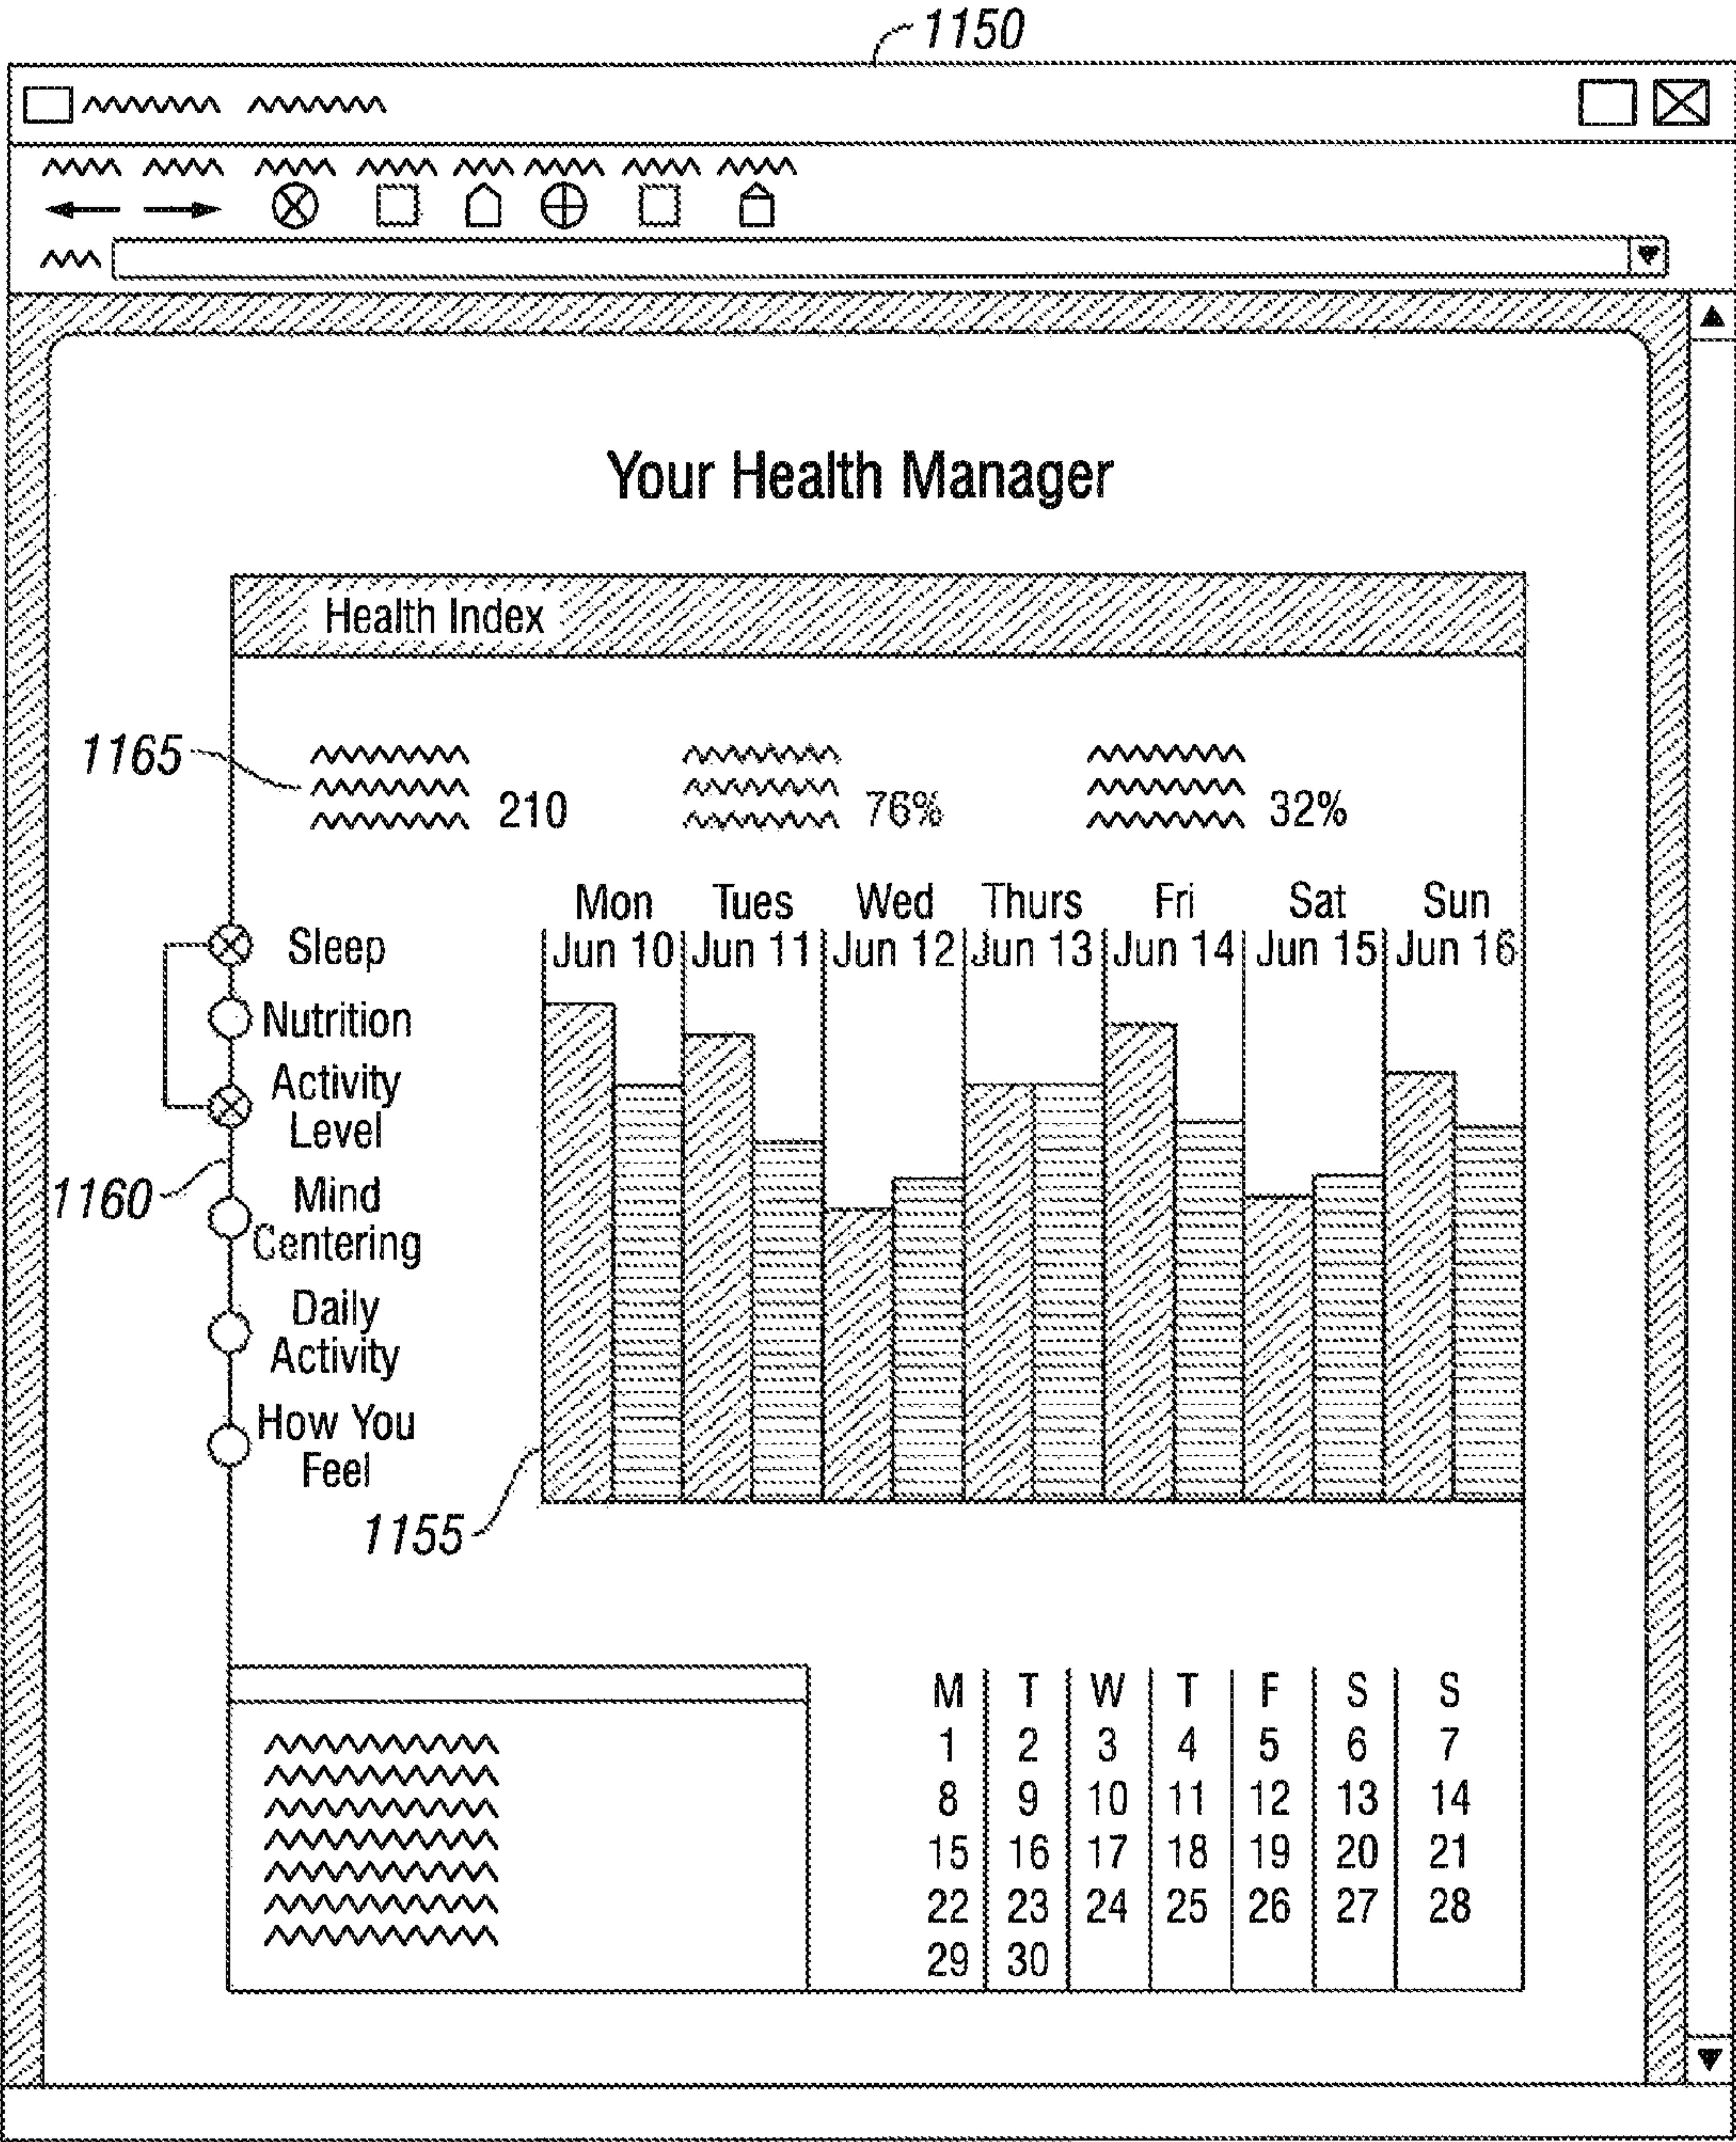 1150
Your Health Manager
Health Index
1165
210 76% 32%
Mon Tues Wed Thurs Fri Sat Sun
Jun 10 Jun 11 Jun 12 Jun 13 Jun 14 Jun 15 Jun 16
Sleep
Nutrition
Activity
Level
1160
Mind
Centering
Daily
Activity
How You
Feel
1155
M T W T F S S
1 2 3 4 5 6 7
8 9 10 11 12 13 14
15 16 17 18 19 20 21
22 23 24 25 26 27 28
29 30